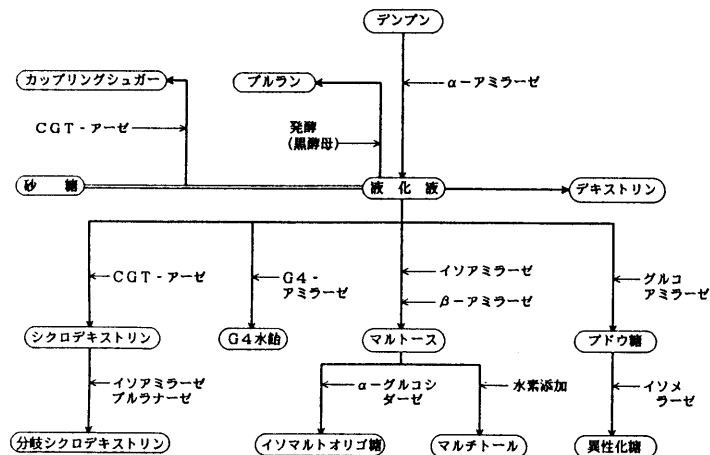 デンプン
カップリングシュガー
プルラン
α－アミラーゼ
CGT-アーゼ
発酵
(黒酵母)
砂　糖
液　化　液
デキストリン
CGT-アーゼ
G4-
アミラーゼ
イソアミラーゼ
β－アミラーゼ
グルコ
アミラーゼ
シクロデキストリン
G4水飴
マルトース
ブドウ糖
イソアミラーゼ
プルラナーゼ
α－グルコシ
ダーゼ
水素添加
イソメ
ラーゼ
分岐シクロデキストリン
イソマルトオリゴ糖
マルチトール
異性化糖